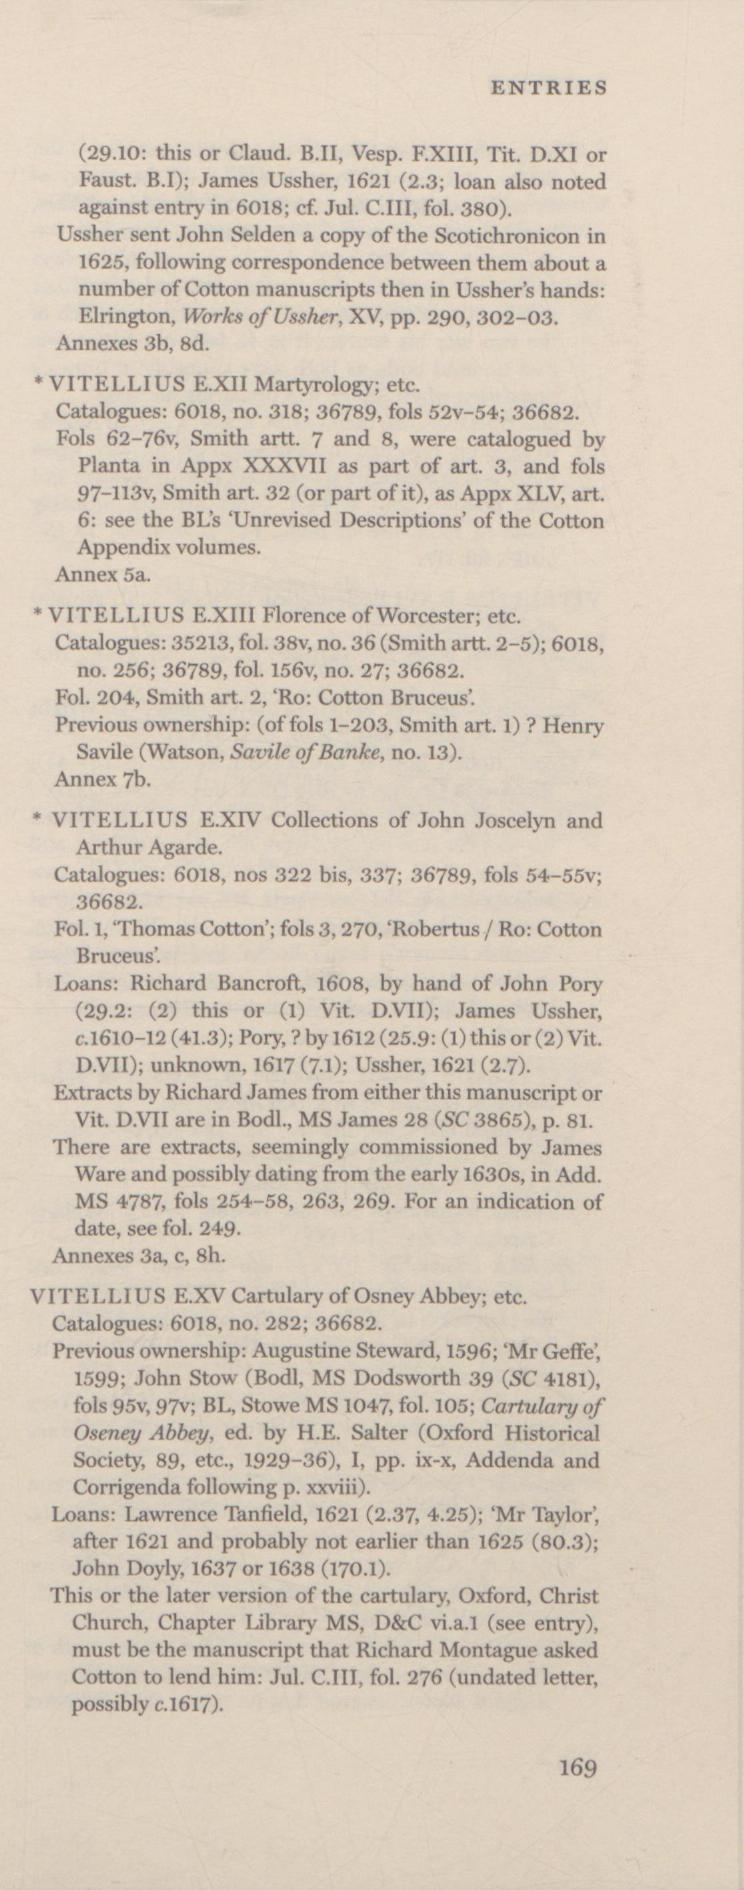 ENTRIES
(29.10: this or Claud. B.II, Vesp. F.XIII, Tit. D.XI or
Faust. B.I); James Ussher, 1621 (2.3; loan also noted
against entry in 6018; cf. Jul. C.III, fol. 380).
Ussher sent John Selden a copy of the Scotichronicon in
1625, following correspondence between them about a
number of Cotton manuscripts then in Ussher’s hands:
Elrington, Works of Ussher, XV, pp. 290, 302–03.
Annexes 3b, 8d.
* VITELLIUS E.XII Martyrology; etc.
Catalogues: 6018, no. 318; 36789, fols 52v–54; 36682.
Fols 62–76v, Smith artt. 7 and 8, were catalogued by
Planta in Appx XXXVII as part of art. 3, and fols
97–113v, Smith art. 32 (or part of it), as Appx XLV, art.
6: see the BL’s ‘Unrevised Descriptions’ of the Cotton
Appendix volumes.
Annex 5a.
* VITELLIUS E.XIII Florence of Worcester; etc.
Catalogues: 35213, fol. 38v, no. 36 (Smith artt. 2–5); 6018,
no. 256; 36789, fol. 156v, no. 27; 36682.
Fol. 204, Smith art. 2, ‘Ro: Cotton Bruceus’.
Previous ownership: (of fols 1–203, Smith art. 1) ? Henry
Savile (Watson, Savile of Banke, no. 13).
Annex 7b.
* VITELLIUS E.XIV Collections of John Joscelyn and
Arthur Agarde.
Catalogues: 6018, nos 322 bis, 337; 36789, fols 54–55v;
36682.
Fol. 1, ‘Thomas Cotton’; fols 3, 270, ‘Robertus / Ro: Cotton
Bruceus’.
Loans: Richard Bancroft, 1608, by hand of John Pory
(29.2: (2) this or (1) Vit. D.VII); James Ussher,
c.1610–12 (41.3); Pory, ? by 1612 (25.9: (1) this or (2) Vit.
D.VII); unknown, 1617 (7.1); Ussher, 1621 (2.7).
Extracts by Richard James from either this manuscript or
Vit. D.VII are in Bodl., MS James 28 (SC 3865), p. 81.
There are extracts, seemingly commissioned by James
Ware and possibly dating from the early 1630s, in Add.
MS 4787, fols 254–58, 263, 269. For an indication of
date, see fol. 249.
Annexes 3a, c, 8h.
VITELLIUS E.XV Cartulary of Osney Abbey; etc.
Catalogues: 6018, no. 282; 36682.
Previous ownership: Augustine Steward, 1596; ‘Mr Geffe’,
1599; John Stow (Bodl, MS Dodsworth 39 (SC 4181),
fols 95v, 97v; BL, Stowe MS 1047, fol. 105; Cartulary of
Oseney Abbey, ed. by H.E. Salter (Oxford Historical
Society, 89, etc., 1929–36), I, pp. ix-x, Addenda and
Corrigenda following p. xxviii).
Loans: Lawrence Tanfield, 1621 (2.37, 4.25); ‘Mr Taylor’,
after 1621 and probably not earlier than 1625 (80.3);
John Doyly, 1637 or 1638 (170.1).
This or the later version of the cartulary, Oxford, Christ
Church, Chapter Library MS, D&C vi.a.1 (see entry),
must be the manuscript that Richard Montague asked
Cotton to lend him: Jul. C.III, fol. 276 (undated letter,
possibly c.1617).
169